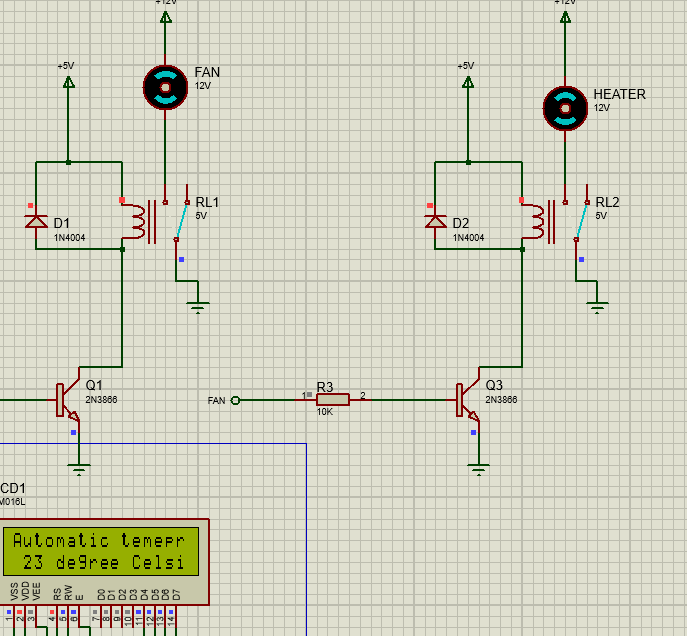 +12V
+12V
+5V
FAN
12V
+5V
HEATER
12V
RL1
5V
RL2
5V
D1
1N4004
D2
1N4004
Q1
2N3866
FAN
1
R3
2
10K
Q3
2N3866
CD1
M016L
Automatic temepr
23 de9ree Celsi
VSS
VDD
VEE
RS
RW
E
D0
D1
D2
D3
D4
D5
D6
D7
1
2
3
4
5
6
7
8
9
10
11
12
13
14